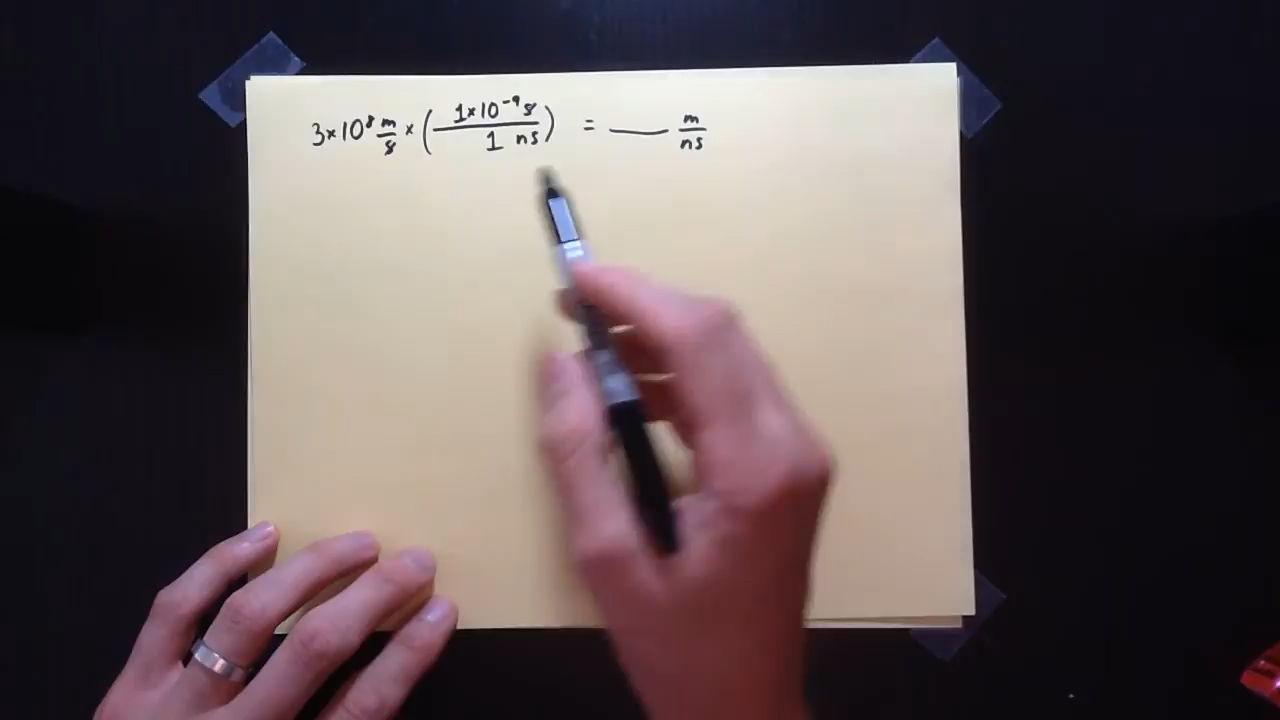 3×10⁸ m/s × (1×10⁻⁹ s / 1 ns) = ___ m/ns